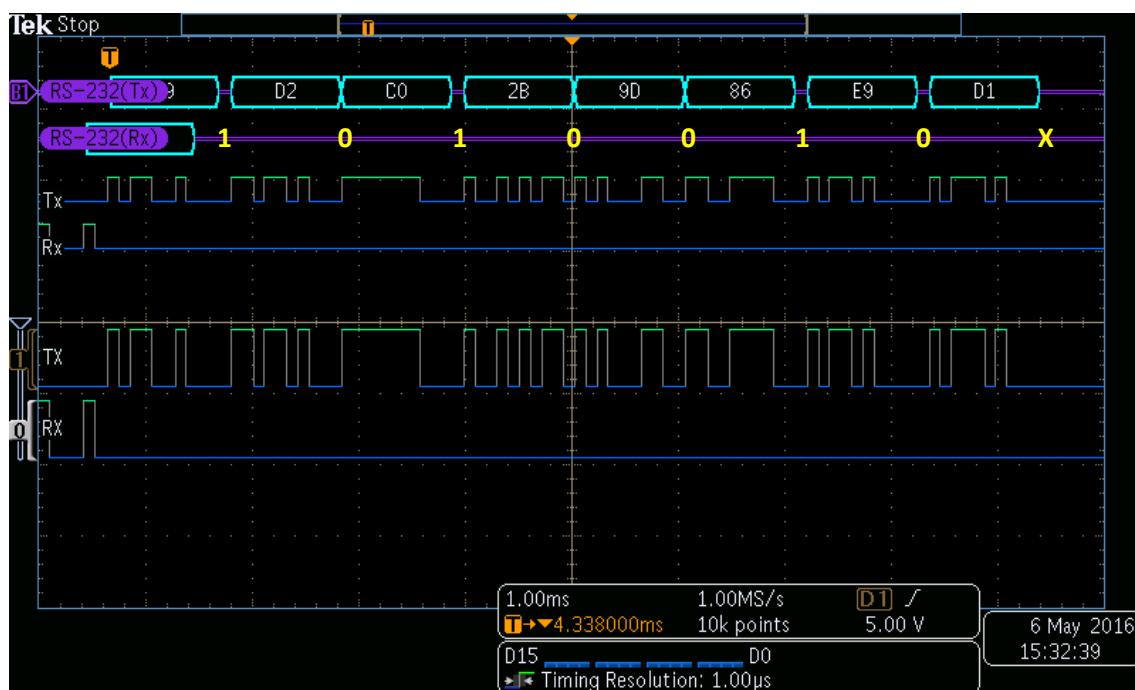 Tek Stop
T
T
B1 RS-232(Tx) 9 D2 C0 2B 9D 86 E9 D1
RS-232(Rx) 1 0 1 0 0 1 0 X
Tx
Rx
1 TX
0 RX
1.00ms 1.00MS/s D1
T→▼4.338000ms 10k points 5.00 V
6 May 2016
15:32:39
D15 D0
Timing Resolution: 1.00µs